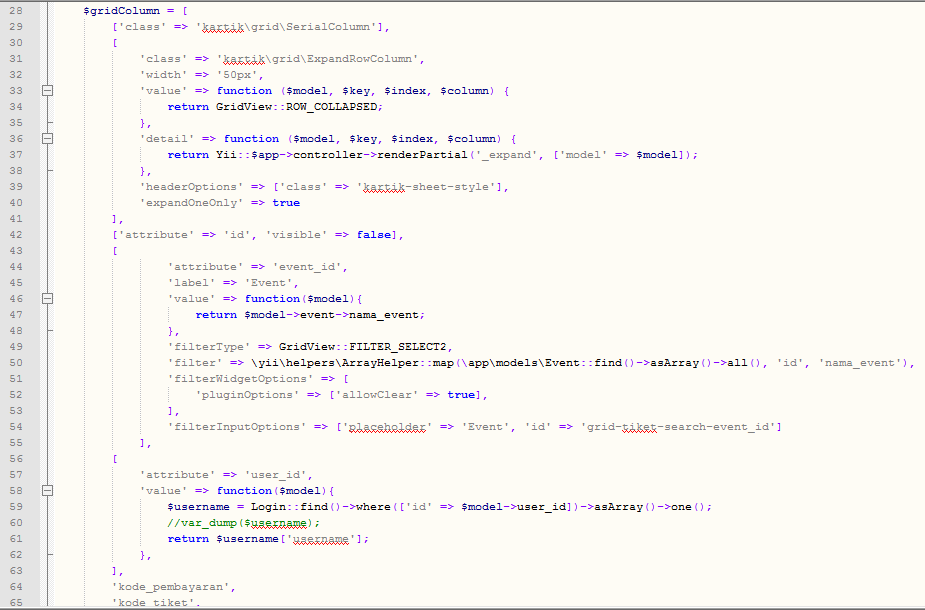 28 $gridColumn = [
29 ['class' => 'kartik\grid\SerialColumn'],
30 [
31 'class' => 'kartik\grid\ExpandRowColumn',
32 'width' => '50px',
33 'value' => function ($model, $key, $index, $column) {
34 return GridView::ROW_COLLAPSED;
35 },
36 'detail' => function ($model, $key, $index, $column) {
37 return Yii::$app->controller->renderPartial('_expand', ['model' => $model]);
38 },
39 'headerOptions' => ['class' => 'kartik-sheet-style'],
40 'expandOneOnly' => true
41 ],
42 ['attribute' => 'id', 'visible' => false],
43 [
44 'attribute' => 'event_id',
45 'label' => 'Event',
46 'value' => function($model){
47 return $model->event->nama_event;
48 },
49 'filterType' => GridView::FILTER_SELECT2,
50 'filter' => \yii\helpers\ArrayHelper::map(\app\models\Event::find()->asArray()->all(), 'id', 'nama_event'),
51 'filterWidgetOptions' => [
52 'pluginOptions' => ['allowClear' => true],
53 ],
54 'filterInputOptions' => ['placeholder' => 'Event', 'id' => 'grid-tiket-search-event_id']
55 ],
56 [
57 'attribute' => 'user_id',
58 'value' => function($model){
59 $username = Login::find()->where(['id' => $model->user_id])->asArray()->one();
60 //var_dump($username);
61 return $username['username'];
62 },
63 ],
64 'kode_pembayaran',
65 'kode_tiket',